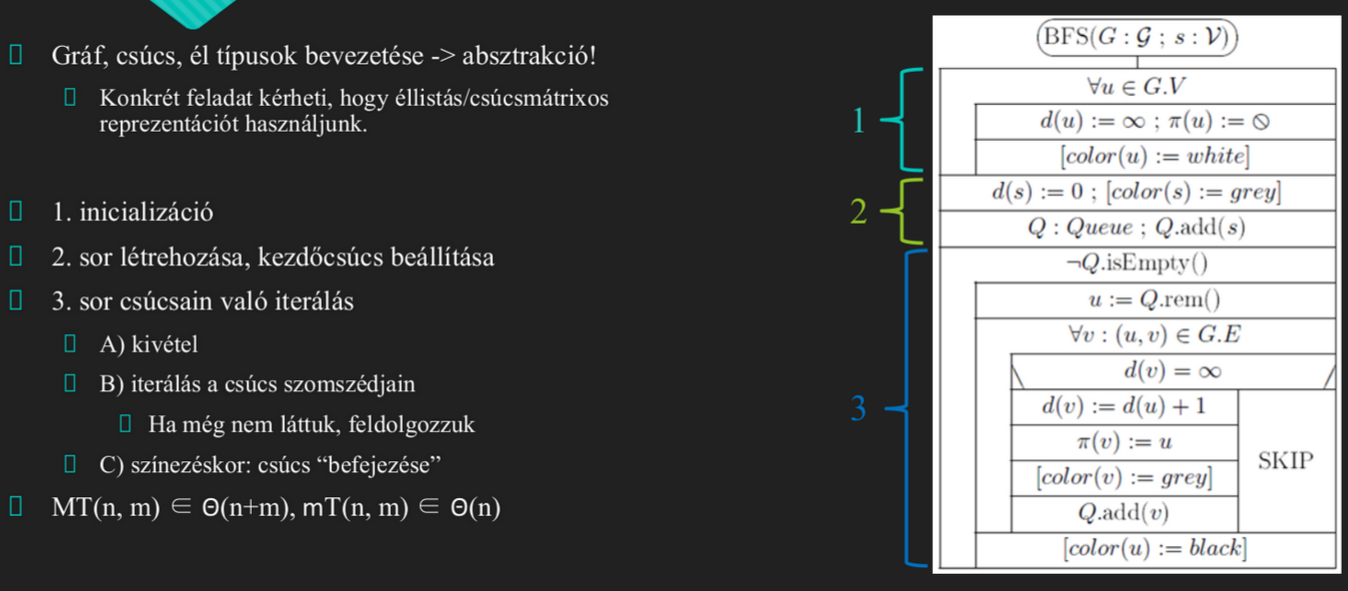 Gráf, csúcs, él típusok bevezetése -> absztrakció!
Konkrét feladat kérheti, hogy éllistás/csúcsmátrixos
reprezentációt használjunk.
1. inicializáció
2. sor létrehozása, kezdőcsúcs beállítása
3. sor csúcsain való iterálás
A) kivétel
B) iterálás a csúcs szomszédjain
Ha még nem láttuk, feldolgozzuk
C) színezéskor: csúcs “befejezése”
MT(n, m) ∈ Θ(n+m), mT(n, m) ∈ Θ(n)
1
2
3
BFS(G : 𝒢 ; s : 𝒱)
∀u ∈ G.V
d(u) := ∞ ; π(u) := ⦸
[color(u) := white]
d(s) := 0 ; [color(s) := grey]
Q : Queue ; Q.add(s)
¬Q.isEmpty()
u := Q.rem()
∀v : (u, v) ∈ G.E
d(v) = ∞
d(v) := d(u) + 1
π(v) := u
[color(v) := grey]
Q.add(v)
SKIP
[color(u) := black]